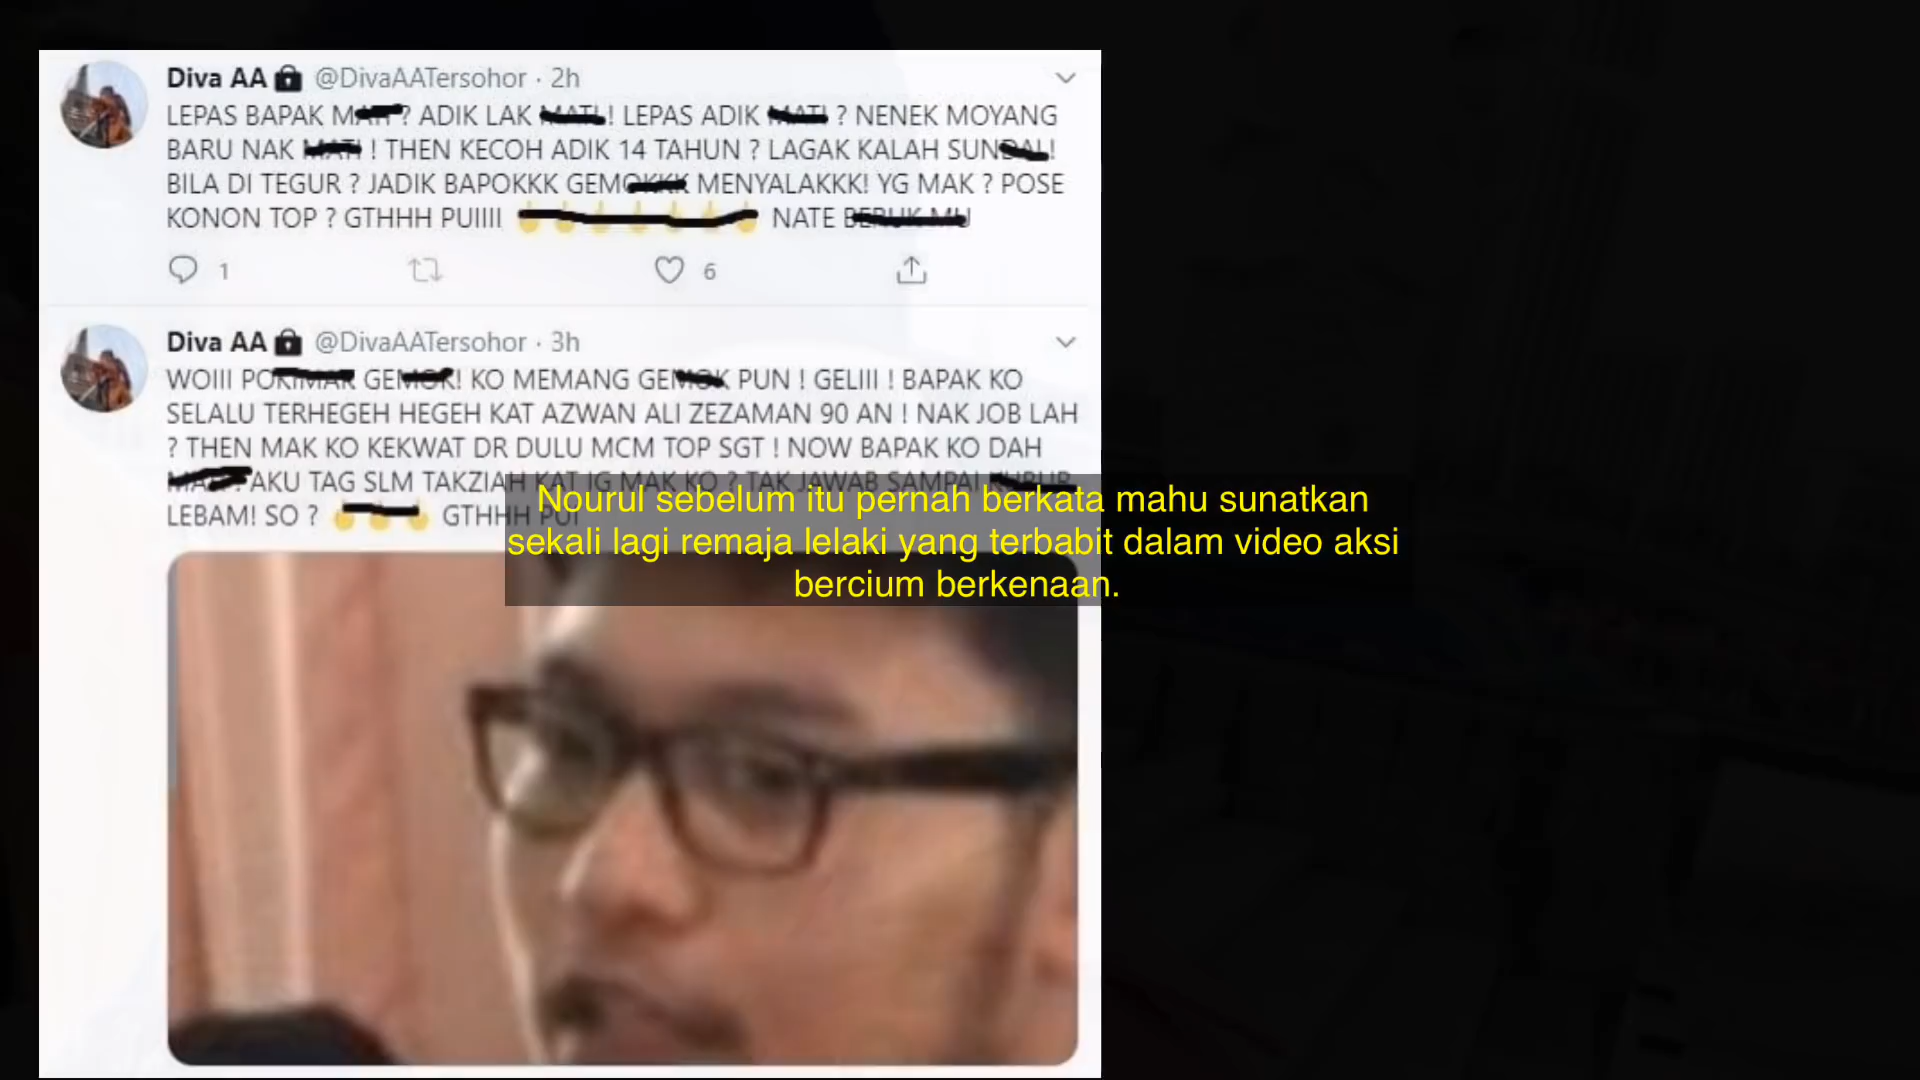 Diva AA @DivaAATersohor · 2h
LEPAS BAPAK MATI ? ADIK LAK MATI ! LEPAS ADIK MATI ? NENEK MOYANG
BARU NAK MATI ! THEN KECOH ADIK 14 TAHUN ? LAGAK KALAH SUNDAL!
BILA DI TEGUR ? JADIK BAPOKKK GEMOKKK MENYALAKKK! YG MAK ? POSE
KONON TOP ? GTHHH PUIIII NATE BERUK MU
1 6
Diva AA @DivaAATersohor · 3h
WOIII GEMOK! KO MEMANG GEMOK PUN ! GELIII ! BAPAK KO
SELALU TERHEGEH HEGEH KAT AZWAN ALI ZEZAMAN 90 AN ! NAK JOB LAH
? THEN MAK KO KEKWAT DR DULU MCM TOP SGT ! NOW BAPAK KO DAH
AKU TAG SLM TAKZIAH KAT IG MAK KO ? TAK JAWAB SAMPAI KUBUR
LEBAM! SO ? GTHHH PUI
Nourul sebelum itu pernah berkata mahu sunatkan
sekali lagi remaja lelaki yang terbabit dalam video aksi
bercium berkenaan.